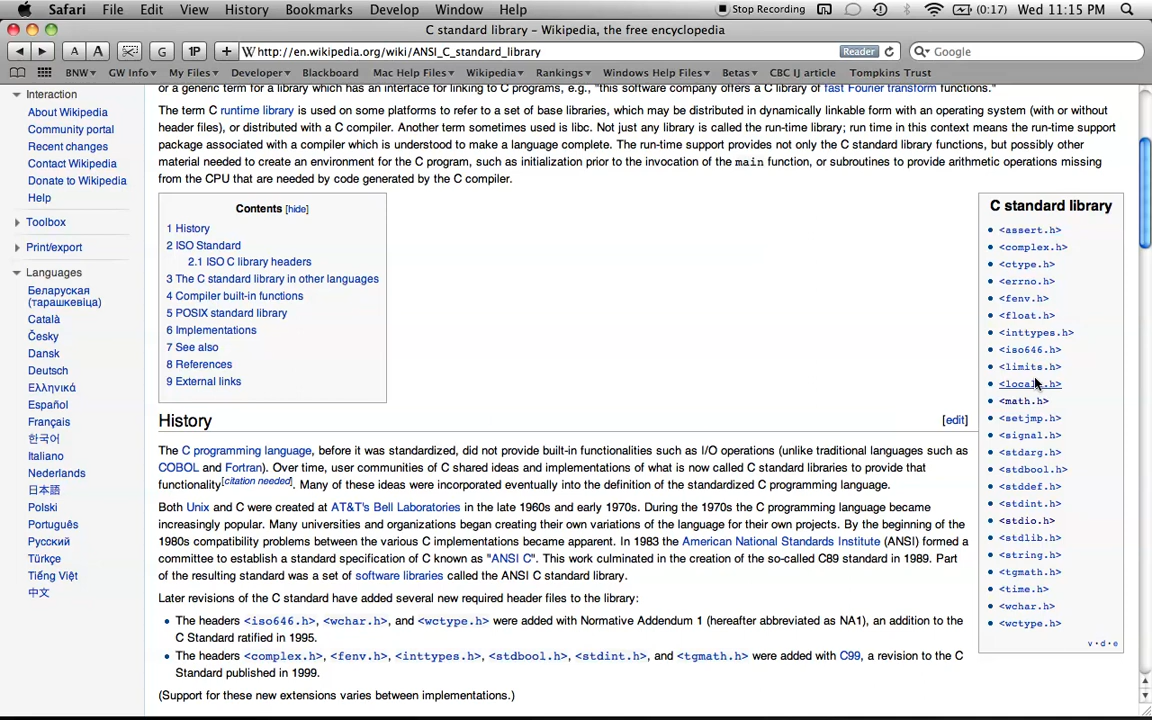 Safari File Edit View History Bookmarks Develop Window Help Stop Recording (0:17) Wed 11:15 PM
C standard library – Wikipedia, the free encyclopedia
A A G 1P + W http://en.wikipedia.org/wiki/ANSI_C_standard_library Reader Google
BNW GW Info My Files Developer Blackboard Mac Help Files Wikipedia Rankings Windows Help Files Betas CBC IJ article Tompkins Trust
or a generic term for a library which has an interface for linking to C programs, e.g., "this software company offers a C library of fast Fourier transform functions."
The term C runtime library is used on some platforms to refer to a set of base libraries, which may be distributed in dynamically linkable form with an operating system (with or without
header files), or distributed with a C compiler. Another term sometimes used is libc. Not just any library is called the run-time library; run time in this context means the run-time support
package associated with a compiler which is understood to make a language complete. The run-time support provides not only the C standard library functions, but possibly other
material needed to create an environment for the C program, such as initialization prior to the invocation of the main function, or subroutines to provide arithmetic operations missing
from the CPU that are needed by code generated by the C compiler.
Interaction
About Wikipedia
Community portal
Recent changes
Contact Wikipedia
Donate to Wikipedia
Help
Toolbox
Print/export
Languages
Беларуская
(тарашкевіца)
Català
Česky
Dansk
Deutsch
Ελληνικά
Español
Français
한국어
Italiano
Nederlands
日本語
Polski
Português
Русский
Türkçe
Tiếng Việt
中文
Contents [hide]
1 History
2 ISO Standard
2.1 ISO C library headers
3 The C standard library in other languages
4 Compiler built-in functions
5 POSIX standard library
6 Implementations
7 See also
8 References
9 External links
C standard library
<assert.h>
<complex.h>
<ctype.h>
<errno.h>
<fenv.h>
<float.h>
<inttypes.h>
<iso646.h>
<limits.h>
<locale.h>
<math.h>
<setjmp.h>
<signal.h>
<stdarg.h>
<stdbool.h>
<stddef.h>
<stdint.h>
<stdio.h>
<stdlib.h>
<string.h>
<tgmath.h>
<time.h>
<wchar.h>
<wctype.h>
v·d·e
History [edit]
The C programming language, before it was standardized, did not provide built-in functionalities such as I/O operations (unlike traditional languages such as
COBOL and Fortran). Over time, user communities of C shared ideas and implementations of what is now called C standard libraries to provide that
functionality[citation needed]. Many of these ideas were incorporated eventually into the definition of the standardized C programming language.
Both Unix and C were created at AT&T's Bell Laboratories in the late 1960s and early 1970s. During the 1970s the C programming language became
increasingly popular. Many universities and organizations began creating their own variations of the language for their own projects. By the beginning of the
1980s compatibility problems between the various C implementations became apparent. In 1983 the American National Standards Institute (ANSI) formed a
committee to establish a standard specification of C known as "ANSI C". This work culminated in the creation of the so-called C89 standard in 1989. Part
of the resulting standard was a set of software libraries called the ANSI C standard library.
Later revisions of the C standard have added several new required header files to the library:
The headers <iso646.h>, <wchar.h>, and <wctype.h> were added with Normative Addendum 1 (hereafter abbreviated as NA1), an addition to the
C Standard ratified in 1995.
The headers <complex.h>, <fenv.h>, <inttypes.h>, <stdbool.h>, <stdint.h>, and <tgmath.h> were added with C99, a revision to the C
Standard published in 1999.
(Support for these new extensions varies between implementations.)